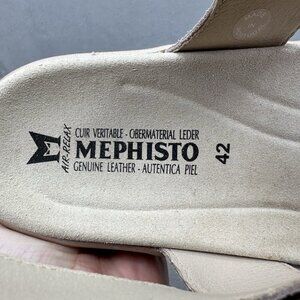 AIR-RELAX
CUIR VERITABLE - OBERMATERIAL LEDER
MEPHISTO
GENUINE LEATHER - AUTENTICA PIEL
42